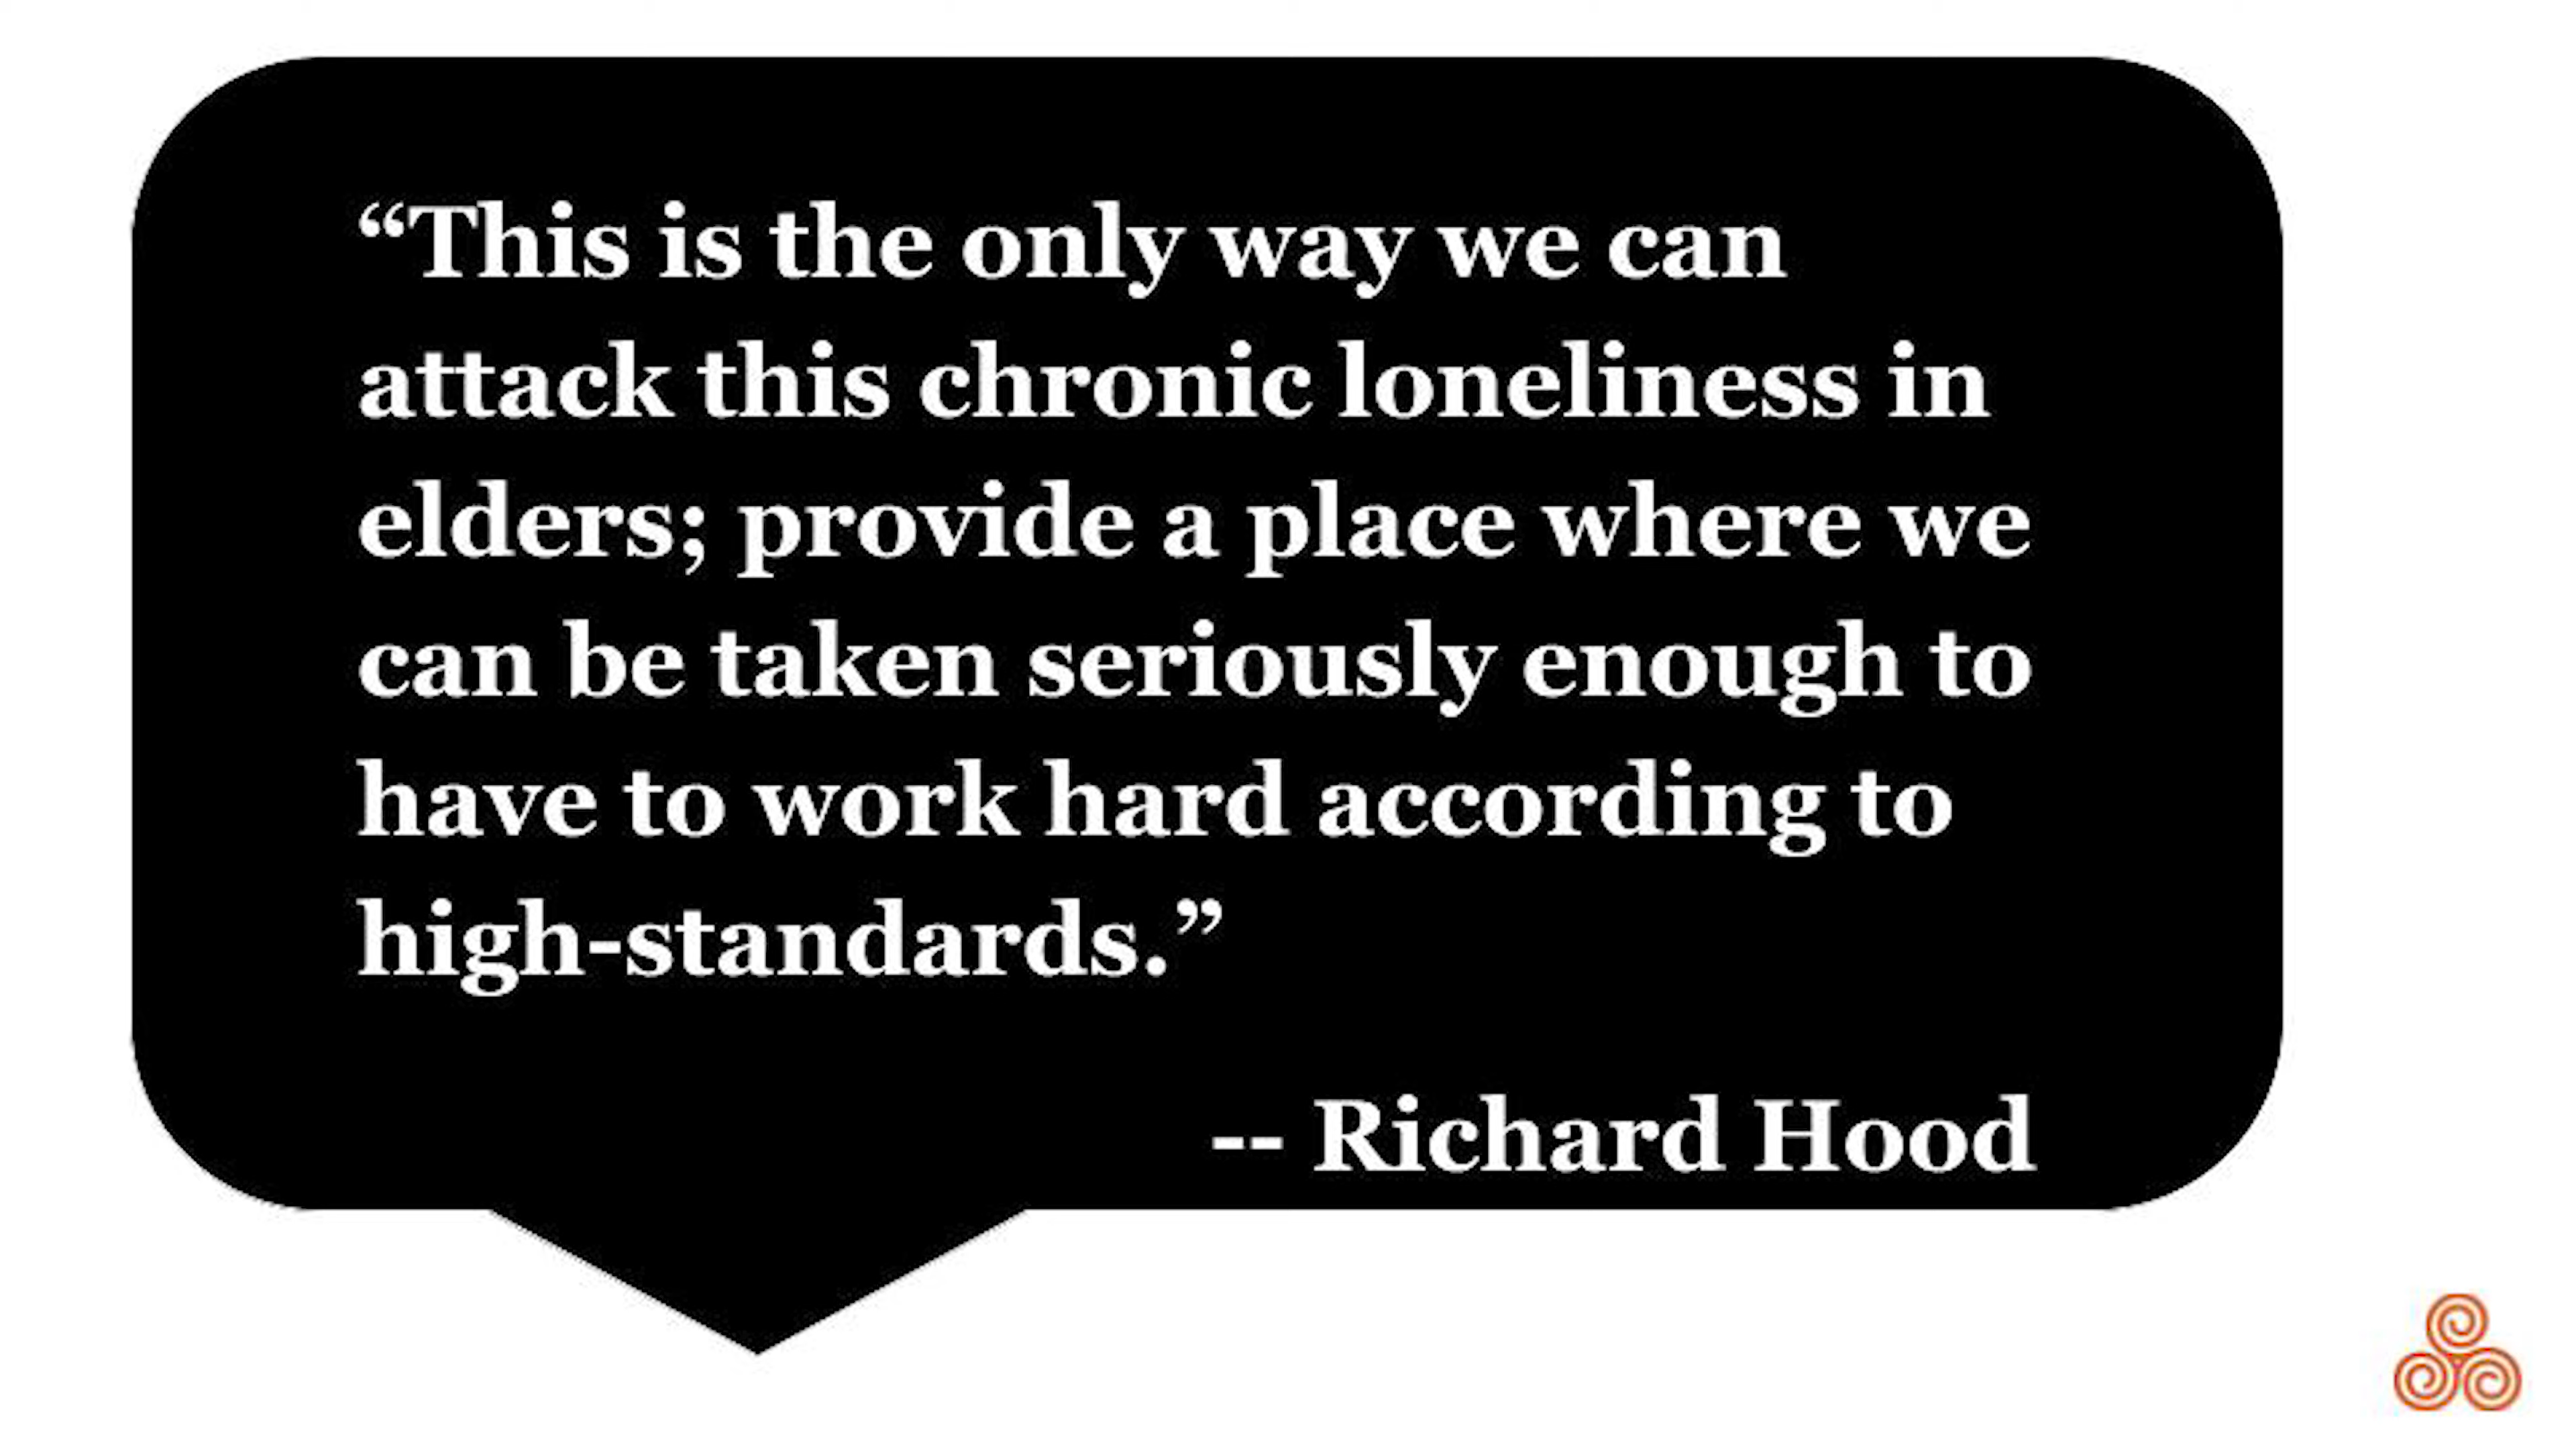 “This is the only way we can
attack this chronic loneliness in
elders; provide a place where we
can be taken seriously enough to
have to work hard according to
high-standards.”
-- Richard Hood